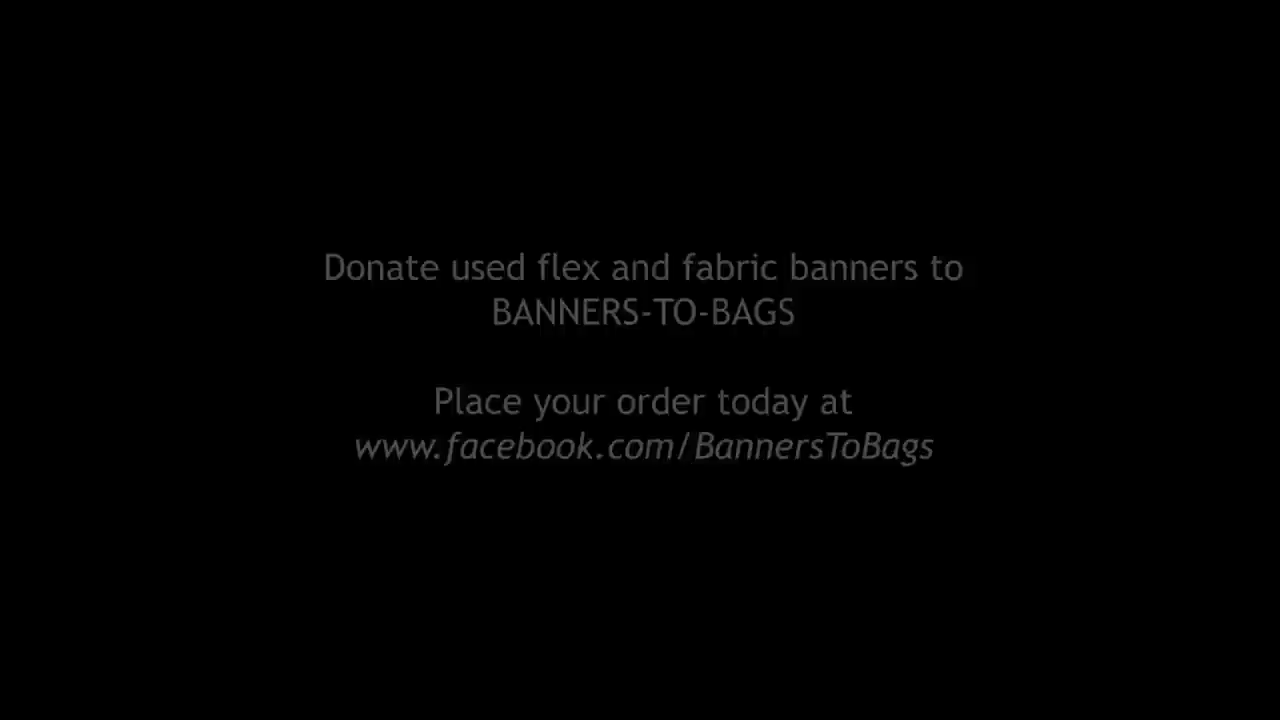 Donate used flex and fabric banners to
BANNERS-TO-BAGS
Place your order today at
www.facebook.com/BannersToBags